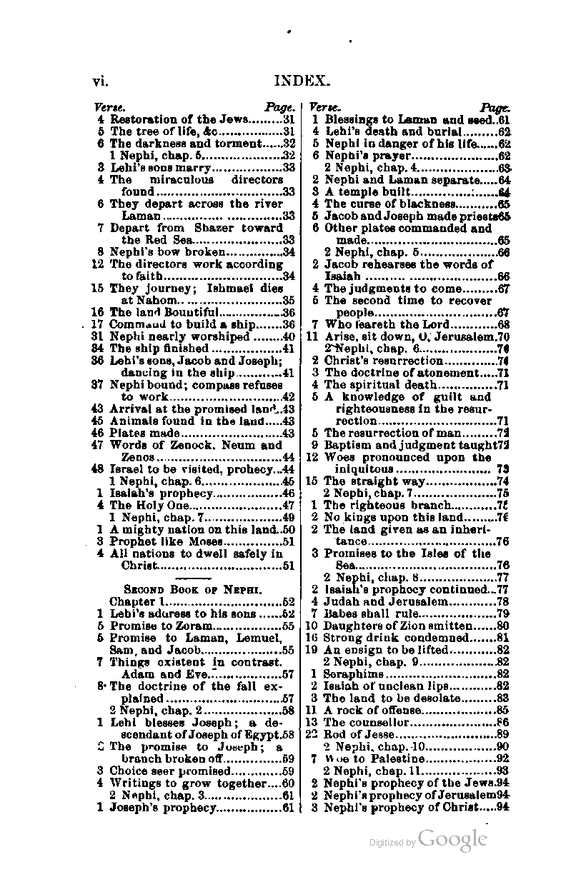 vi. INDEX.
Verse. Page.
4 Restoration of the Jews.........31
5 The tree of life, &c.................31
6 The darkness and torment.....32
1 Nephi, chap. 5.....................32
3 Lehi's sons marry..................33
4 The miraculous directors
found..................................33
6 They depart across the river
Laman................................33
7 Depart from Shazer toward
the Red Sea........................33
8 Nephi's bow broken...............34
12 The directors work according
to faith................................34
15 They journey; Ishmael dies
at Nahom............................35
16 The land Bountiful.................36
17 Command to build a ship.......36
31 Nephi nearly worshiped ........40
34 The ship finished ...................41
36 Lehi's sons, Jacob and Joseph;
dancing in the ship............41
37 Nephi bound; compass refuses
to work..............................42
43 Arrival at the promised land..43
45 Animals found in the land.....43
46 Plates made...........................43
47 Words of Zenock, Neum and
Zenos..................................44
48 Israel to be visited, prohecy...44
1 Nephi, chap. 6.....................45
1 Isaiah's prophecy..................46
4 The Holy One........................47
1 Nephi, chap. 7.....................49
1 A mighty nation on this land..50
3 Prophet like Moses...............51
4 All nations to dwell safely in
Christ.................................51
SECOND BOOK OF NEPHI.
Chapter 1...............................52
1 Lehi's address to his sons ......52
5 Promise to Zoram..................55
5 Promise to Laman, Lemuel,
Sam, and Jacob.....................55
7 Things existent in contrast.
Adam and Eve...................57
8 The doctrine of the fall ex-
plained...............................57
2 Nephi, chap. 2.....................58
1 Lehi blesses Joseph; a de-
scendant of Joseph of Egypt.58
2 The promise to Joseph; a
branch broken off...............59
3 Choice seer promised.............59
4 Writings to grow together....60
2 Nephi, chap. 3....................61
1 Joseph's prophecy.................61
Verse. Page.
1 Blessings to Laman and seed..61
4 Lehi's death and burial.........62
5 Nephi in danger of his life......62
6 Nephi's prayer.......................62
2 Nephi, chap. 4.....................63
2 Nephi and Laman separate.....64
3 A temple built.......................64
4 The curse of blackness...........65
5 Jacob and Joseph made priests65
6 Other plates commanded and
made..................................65
2 Nephi, chap. 5.....................66
2 Jacob rehearses the words of
Isaiah ................................66
4 The judgments to come.........67
5 The second time to recover
people................................67
7 Who feareth the Lord............68
11 Arise, sit down, O, Jerusalem.70
2 Nephi, chap. 6.....................71
2 Christ's resurrection..............71
3 The doctrine of atonement....71
4 The spiritual death...............71
5 A knowledge of guilt and
righteousness in the resur-
rection...............................71
5 The resurrection of man.........72
9 Baptism and judgment taught72
12 Woes pronounced upon the
iniquitous ......................... 73
15 The straight way...................74
2 Nephi, chap. 7.....................75
1 The righteous branch............75
2 No kings upon this land.........76
2 The land given as an inheri-
tance..................................76
3 Promises to the Isles of the
Sea.....................................76
2 Nephi, chap. 8.....................77
2 Isaiah's prophecy continued...77
4 Judah and Jerusalem.............78
7 Babes shall rule.....................79
10 Daughters of Zion smitten......80
16 Strong drink condemned.......81
19 An ensign to be lifted............82
2 Nephi, chap. 9....................82
1 Seraphims .............................82
2 Isaiah of unclean lips............82
3 The land to be desolate.........83
11 A rock of offense...................85
13 The counsellor.......................86
22 Rod of Jesse..........................89
2 Nephi, chap. 10...................90
7 Woe to Palestine...................92
2 Nephi, chap. 11...................93
2 Nephi's prophecy of the Jews.94
2 Nephi's prophecy of Jerusalem94
3 Nephi's prophecy of Christ.....94
Digitized by Google